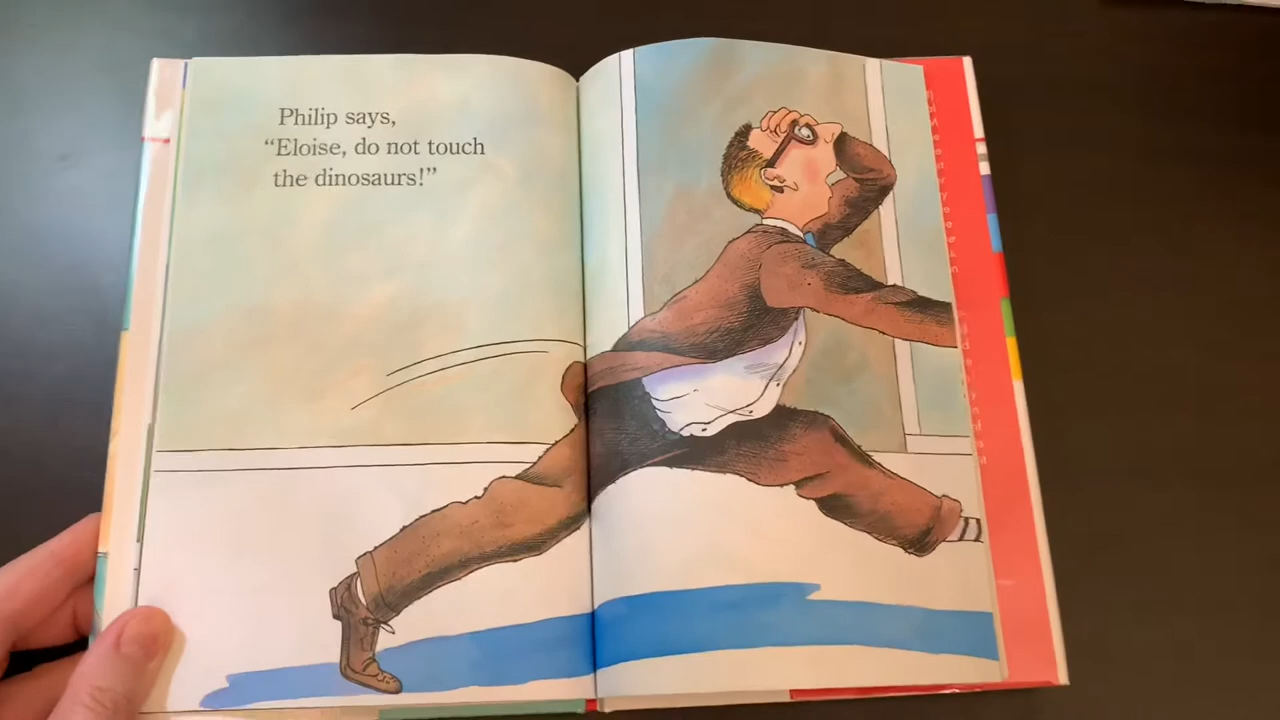 Philip says,
“Eloise, do not touch
the dinosaurs!”